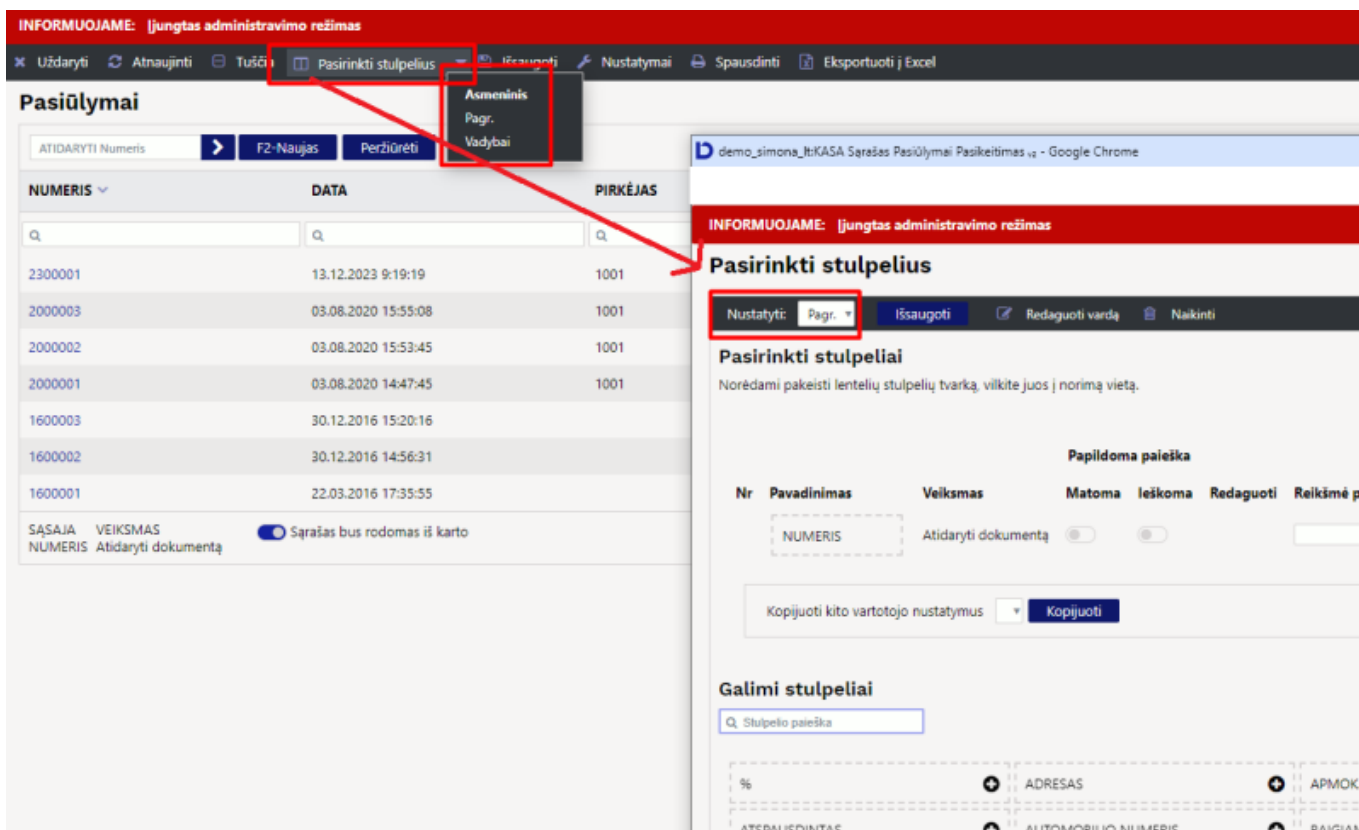 INFORMUOJAME: Įjungtas administravimo režimas
Uždaryti Atnaujinti Pasirinkti stulpelius Išsaugoti Nustatymai Spausdinti Eksportuoti į Excel
Pasiūlymai
Asmeninis
Pagr.
Vadybai
ATIDARYTI Numeris F2-Naujas Peržiūrėti
NUMERIS DATA PIRKĖJAS
2300001 13.12.2023 9:19:19 1001
2000003 03.08.2020 15:55:08 1001
2000002 03.08.2020 15:53:45 1001
2000001 03.08.2020 14:47:45 1001
1600003 30.12.2016 15:20:16
1600002 30.12.2016 14:56:31
1600001 22.03.2016 17:35:55
SĄSAJA VEIKSMAS
NUMERIS Atidaryti dokumentą
Sąrašas bus rodomas iš karto
demo_simona_lt:KASA Sąrašas Pasiūlymai Pasikeitimas v2 - Google Chrome
INFORMUOJAME: Įjungtas administravimo režimas
Pasirinkti stulpelius
Nustatyti: Pagr. Išsaugoti Redaguoti vardą Naikinti
Pasirinkti stulpeliai
Norėdami pakeisti lentelių stulpelių tvarką, vilkite juos į norimą vietą.
Papildoma paieška
Nr Pavadinimas Veiksmas Matoma Ieškoma Redaguoti Reikšmė p
NUMERIS Atidaryti dokumentą
Kopijuoti kito vartotojo nustatymus Kopijuoti
Galimi stulpeliai
Stulpelio paieška
% ADRESAS APMOK
ATSPAUSDINTAS AUTOMOBILIO NUMERIS